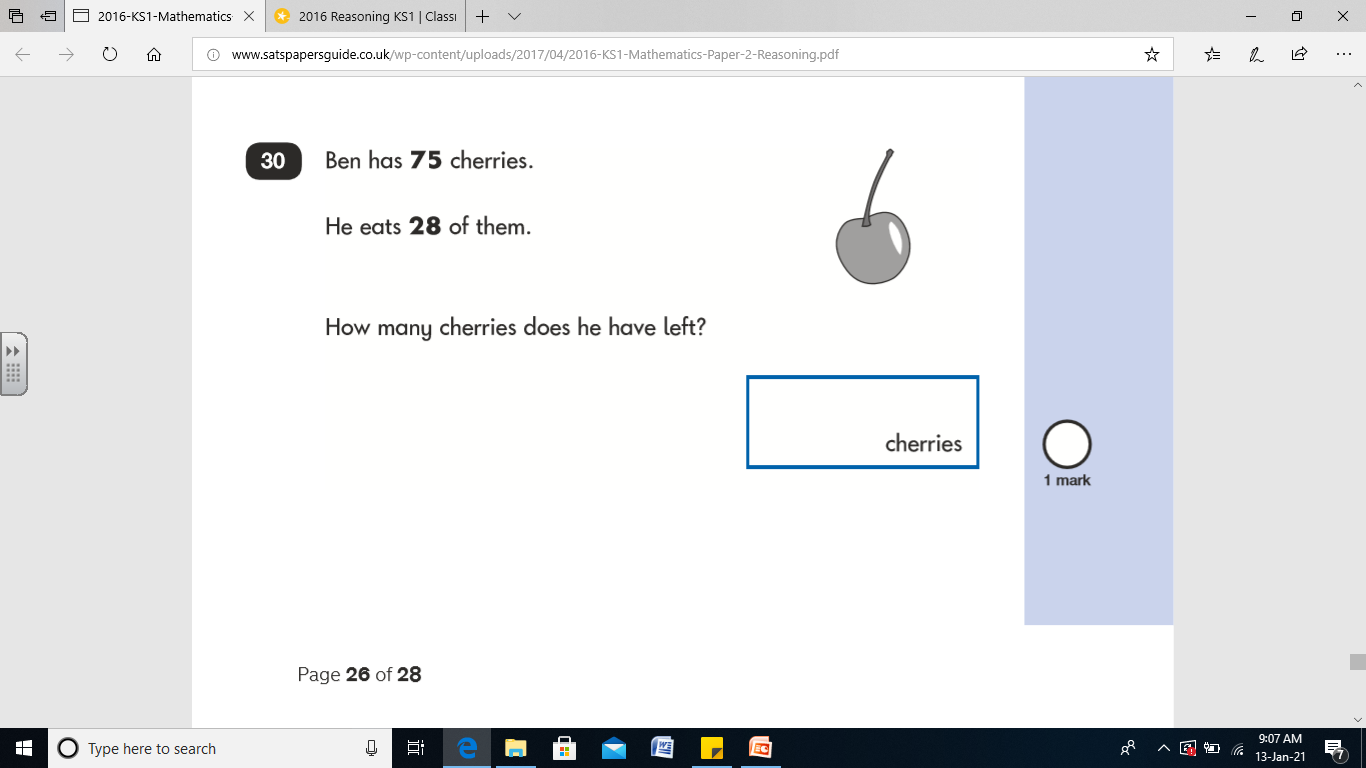 2016-KS1-Mathematics-
2016 Reasoning KS1 | Classı
www.satspapersguide.co.uk/wp-content/uploads/2017/04/2016-KS1-Mathematics-Paper-2-Reasoning.pdf
30 Ben has 75 cherries.
He eats 28 of them.
How many cherries does he have left?
cherries
1 mark
Page 26 of 28
Type here to search
9:07 AM
13-Jan-21
7